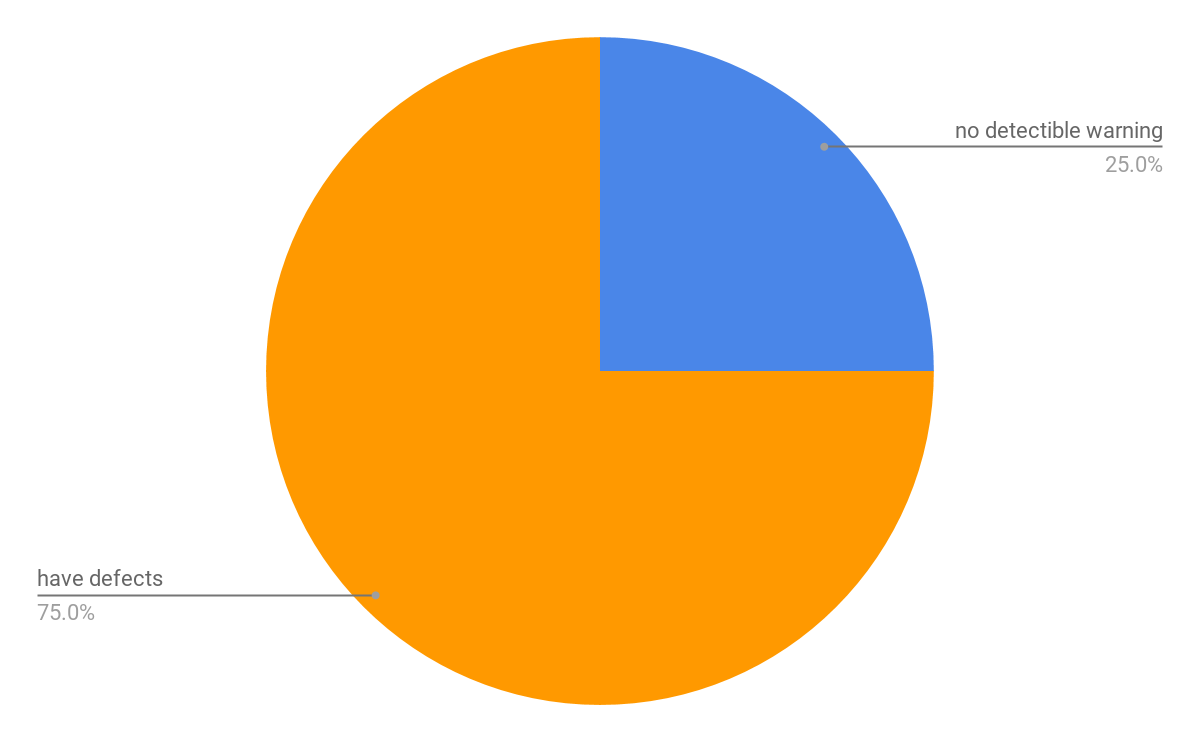 no detectible warning
25.0%
have defects
75.0%